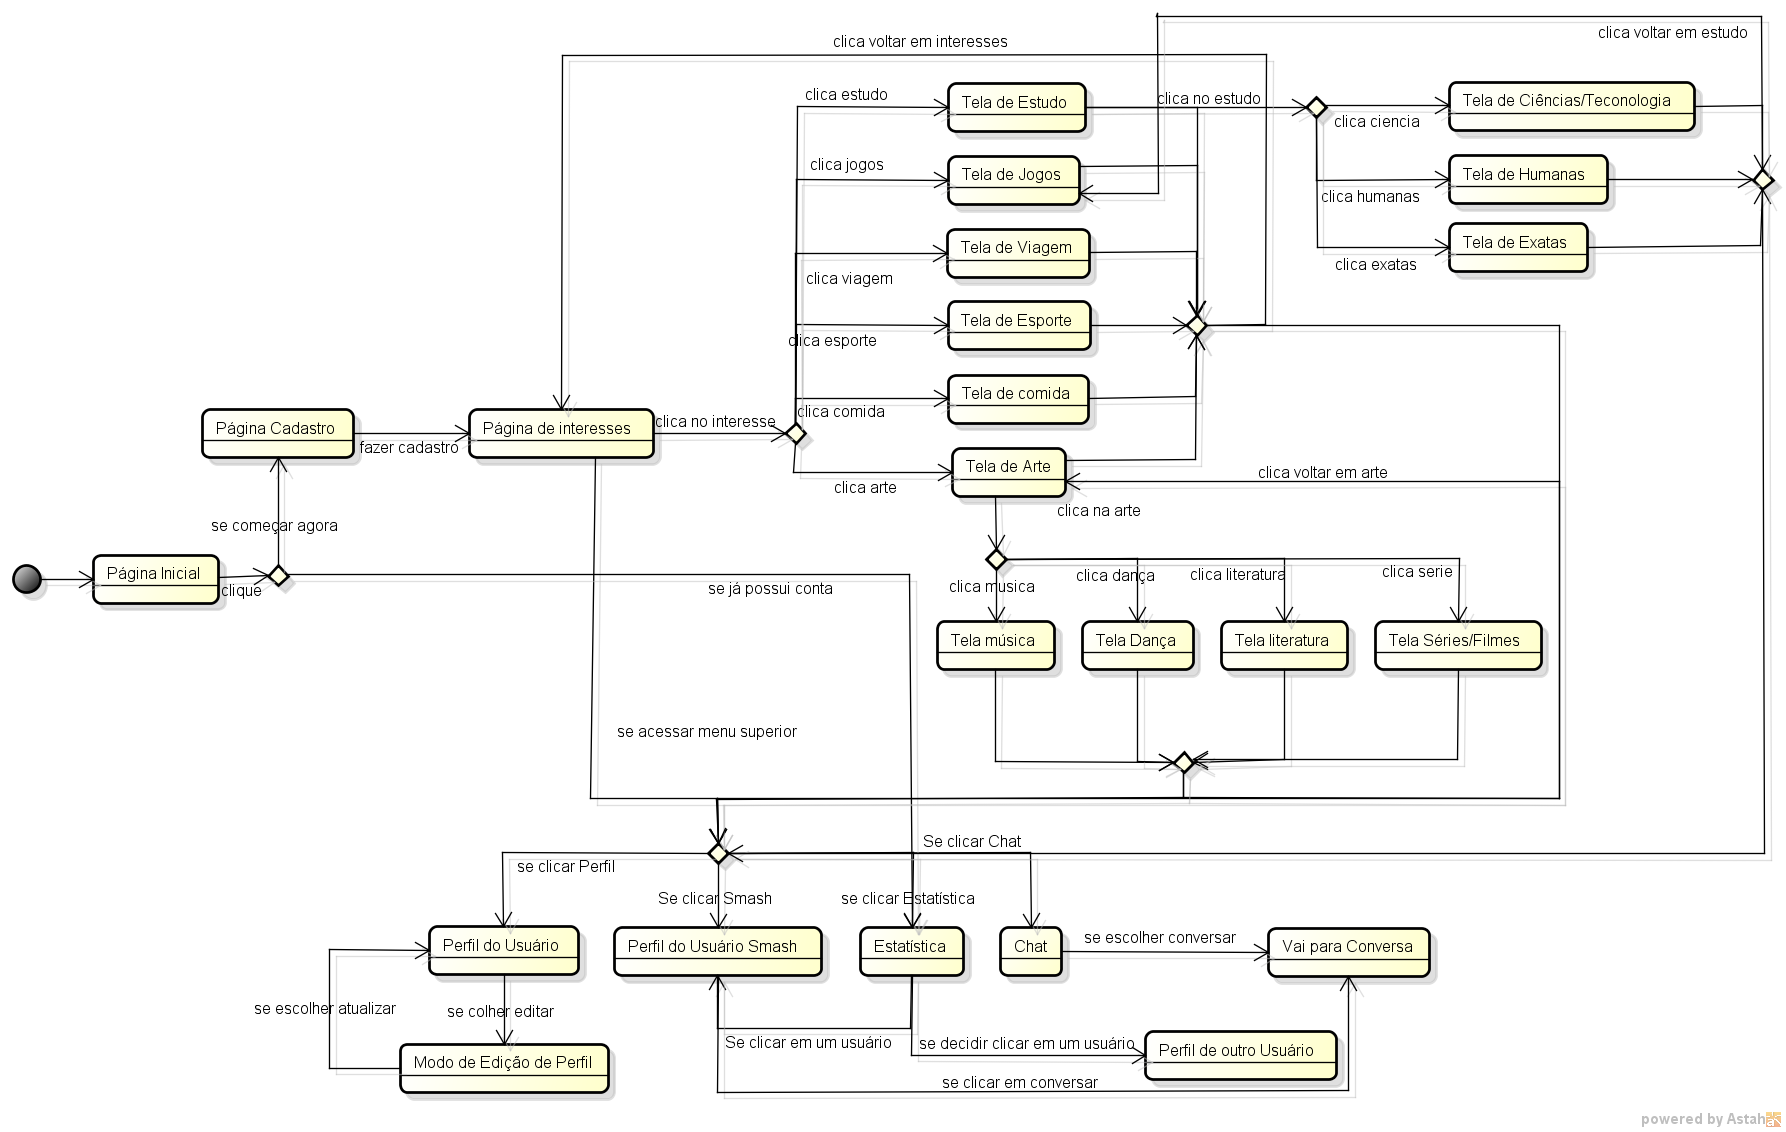 clica voltar em estudo
clica voltar em interesses
clica estudo
Tela de Estudo
clica no estudo
Tela de Ciências/Teconologia
clica ciencia
clica jogos
Tela de Jogos
Tela de Humanas
clica humanas
clica viagem
Tela de Viagem
Tela de Exatas
clica exatas
clica esporte
Tela de Esporte
clica comida
Tela de comida
Página Cadastro
fazer cadastro
Página de interesses
clica no interesse
Tela de Arte
clica voltar em arte
clica arte
clica na arte
se começar agora
Página Inicial
clique
se já possui conta
clica musica
clica dança
clica literatura
clica serie
Tela música
Tela Dança
Tela literatura
Tela Séries/Filmes
se acessar menu superior
Se clicar Chat
se clicar Perfil
Se clicar Smash
se clicar Estatística
Perfil do Usuário
Perfil do Usuário Smash
Estatística
Chat
se escolher conversar
Vai para Conversa
se escolher atualizar
se colher editar
Se clicar em um usuário
se decidir clicar em um usuário
Perfil de outro Usuário
Modo de Edição de Perfil
se clicar em conversar
powered by Astah